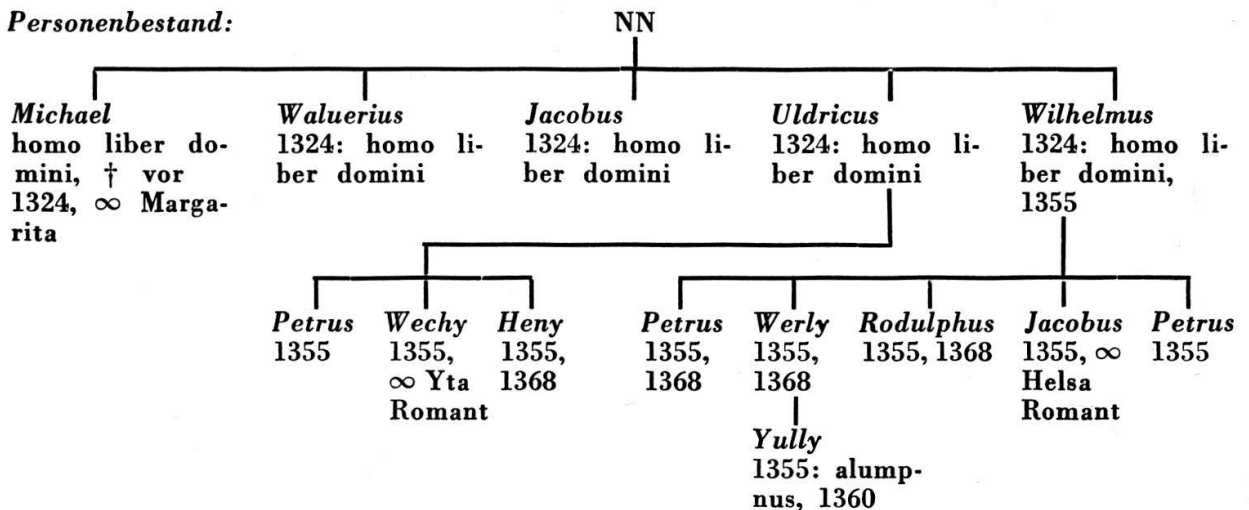 Personenbestand:
NN
Michael
homo liber do-
mini, † vor
1324, ∞ Marga-
rita
Waluerius
1324: homo li-
ber domini
Jacobus
1324: homo li-
ber domini
Uldricus
1324: homo li-
ber domini
Wilhelmus
1324: homo li-
ber domini,
1355
Petrus
1355
Wechy
1355,
∞ Yta
Romant
Heny
1355,
1368
Petrus
1355,
1368
Werly
1355,
1368
Rodulphus
1355, 1368
Jacobus
1355, ∞
Helsa
Romant
Petrus
1355
Yully
1355: alump-
nus, 1360